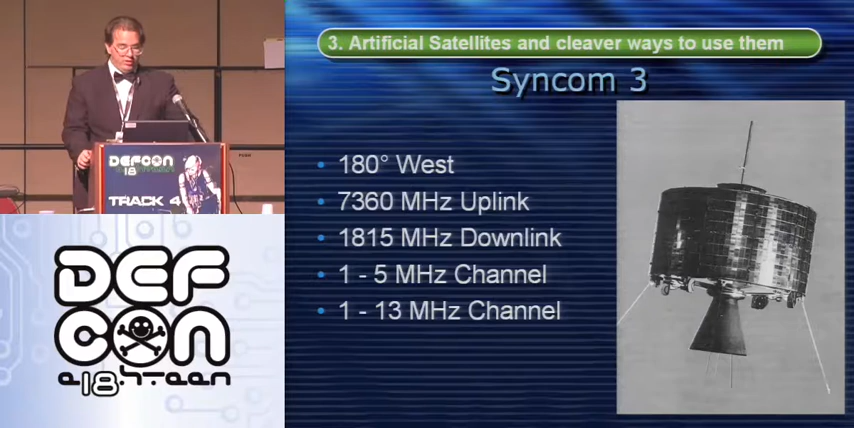 3. Artificial Satellites and cleaver ways to use them
Syncom 3
180° West
7360 MHz Uplink
1815 MHz Downlink
1 - 5 MHz Channel
1 - 13 MHz Channel
DEFCON
18
TRACK 4
DEF
CON
e18hteen